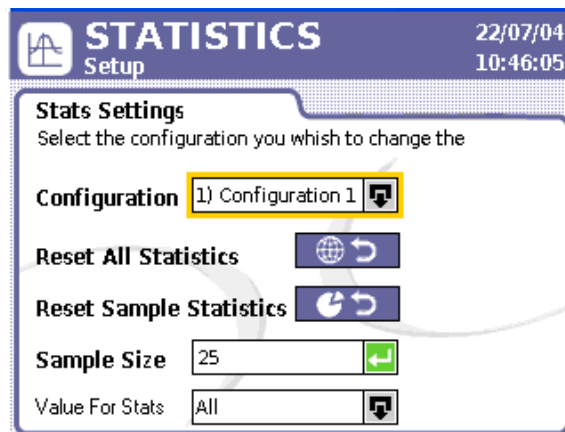 STATISTICS
Setup
22/07/04
10:46:05
Stats Settings
Select the configuration you whish to change the
Configuration 1) Configuration 1
Reset All Statistics
Reset Sample Statistics
Sample Size 25
Value For Stats All